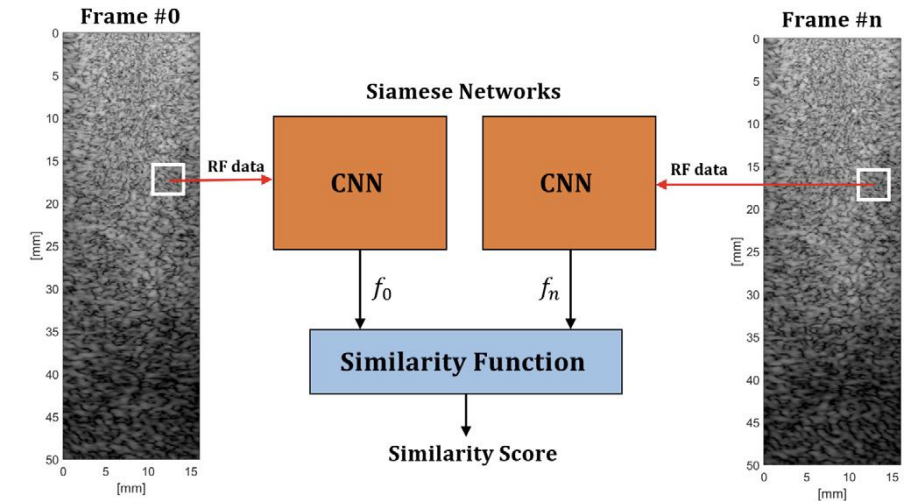 Frame #0
0
5
10
15
20
25
30
35
40
45
50
[mm]
0 5 10 15
[mm]
Siamese Networks
RF data
CNN
CNN
RF data
f₀
fₙ
Similarity Function
Similarity Score
Frame #n
0
5
10
15
20
25
30
35
40
45
50
[mm]
0 5 10 15
[mm]